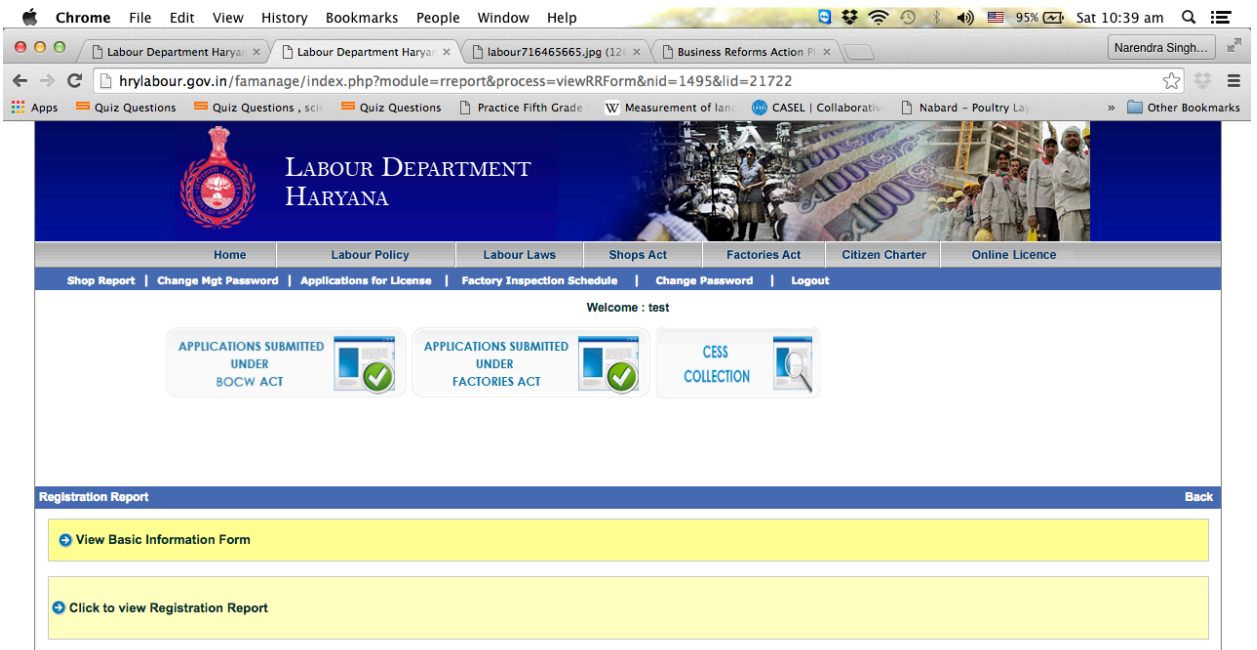 Chrome File Edit View History Bookmarks People Window Help 95% Sat 10:39 am
Labour Department Haryan × Labour Department Haryan × labour716465665.jpg (126 × Business Reforms Action Pl × Narendra Singh...
hrylabour.gov.in/famanage/index.php?module=rreport&process=viewRRForm&nid=1495&lid=21722
Apps Quiz Questions Quiz Questions , scie Quiz Questions Practice Fifth Grade W Measurement of land CASEL | Collaborative Nabard – Poultry Lay » Other Bookmarks
LABOUR DEPARTMENT
HARYANA
Home Labour Policy Labour Laws Shops Act Factories Act Citizen Charter Online Licence
Shop Report | Change Mgt Password | Applications for License | Factory Inspection Schedule | Change Password | Logout
Welcome : test
APPLICATIONS SUBMITTED
UNDER
BOCW ACT
APPLICATIONS SUBMITTED
UNDER
FACTORIES ACT
CESS
COLLECTION
Registration Report Back
View Basic Information Form
Click to view Registration Report